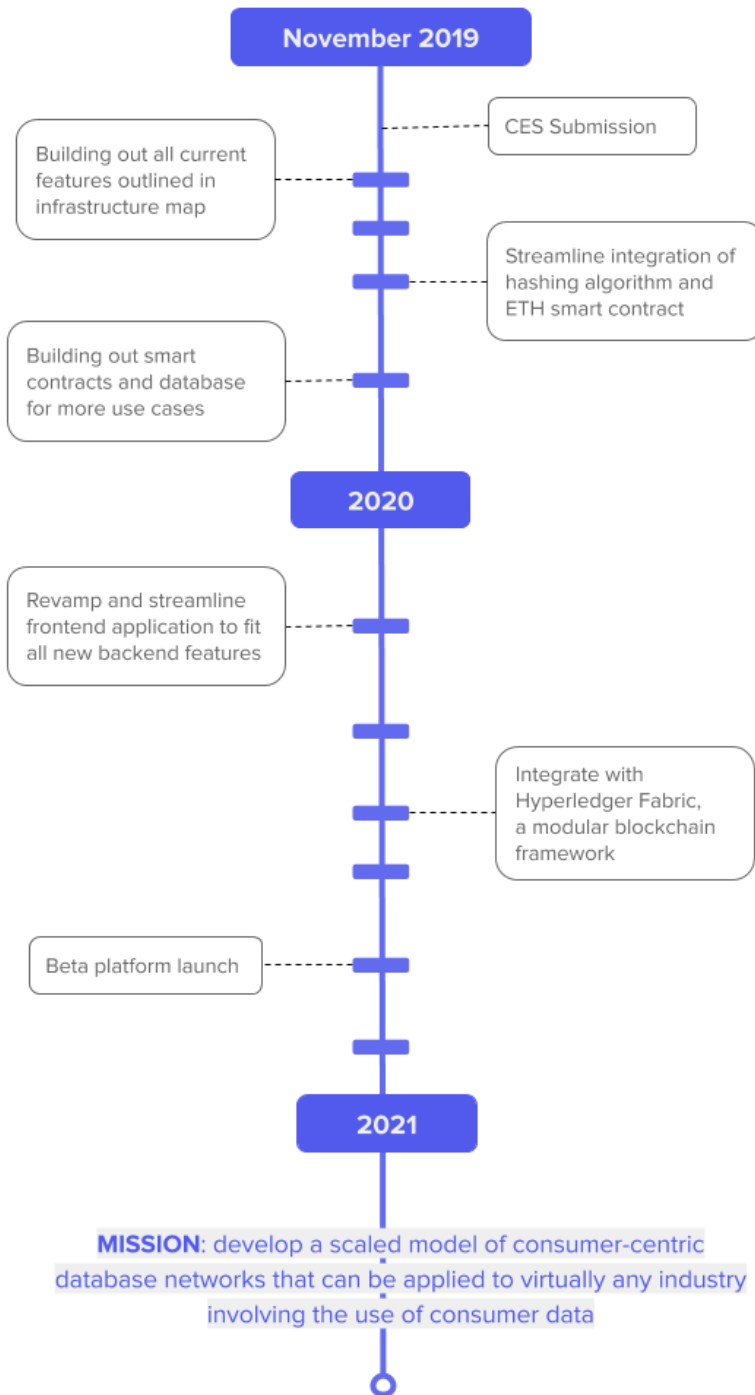 November 2019
CES Submission
Building out all current
features outlined in
infrastructure map
Streamline integration of
hashing algorithm and
ETH smart contract
Building out smart
contracts and database
for more use cases
2020
Revamp and streamline
frontend application to fit
all new backend features
Integrate with
Hyperledger Fabric,
a modular blockchain
framework
Beta platform launch
2021
MISSION: develop a scaled model of consumer-centric
database networks that can be applied to virtually any industry
involving the use of consumer data